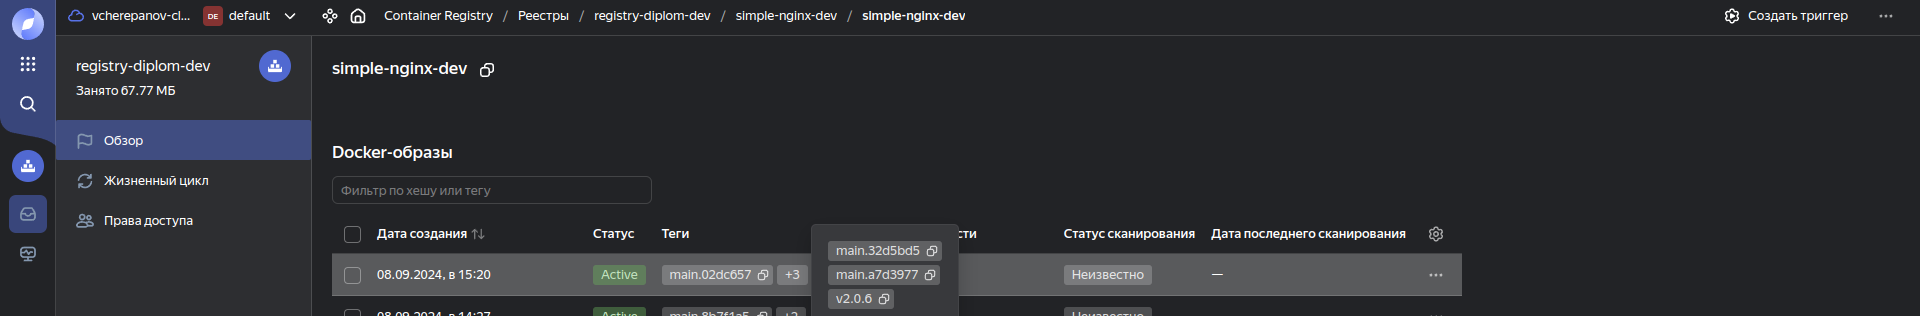 vcherepanov-cl... DE default Container Registry / Реестры / registry-diplom-dev / simple-nginx-dev / simple-nginx-dev Создать триггер
registry-diplom-dev
Занято 67.77 МБ
Обзор
Жизненный цикл
Права доступа
simple-nginx-dev
Docker-образы
Фильтр по хешу или тегу
Дата создания Статус Теги сти Статус сканирования Дата последнего сканирования
08.09.2024, в 15:20 Active main.02dc657 +3 Неизвестно —
main.32d5bd5
main.a7d3977
v2.0.6
08.09.2024, в 14:27 Active main.8b7f1a5 +2 Неизвестно